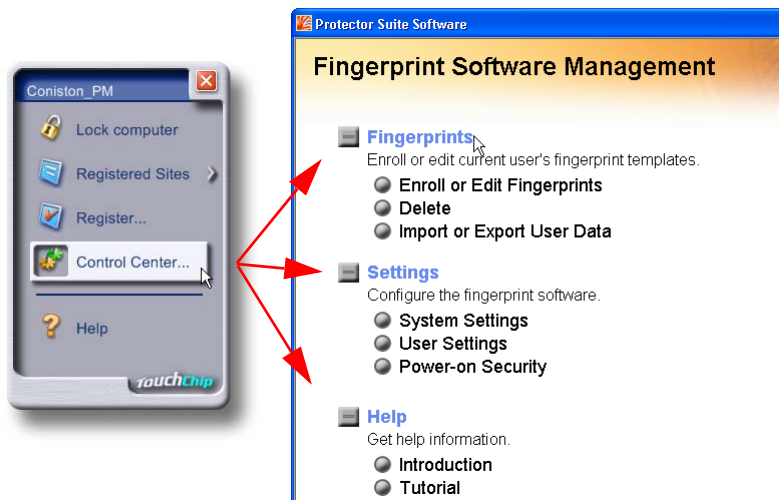 Coniston_PM
Lock computer
Registered Sites
Register...
Control Center...
Help
TouchChip
Protector Suite Software
Fingerprint Software Management
Fingerprints
Enroll or edit current user's fingerprint templates.
Enroll or Edit Fingerprints
Delete
Import or Export User Data
Settings
Configure the fingerprint software.
System Settings
User Settings
Power-on Security
Help
Get help information.
Introduction
Tutorial